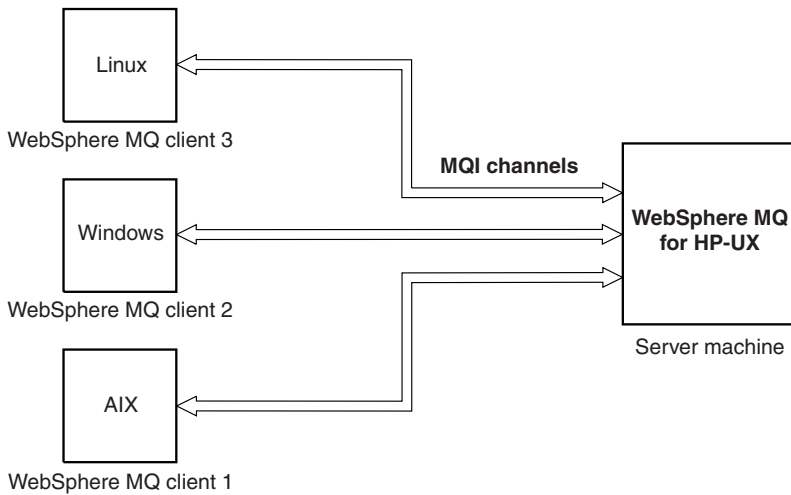 Linux
WebSphere MQ client 3
MQI channels
Windows
WebSphere MQ client 2
WebSphere MQ
for HP-UX
Server machine
AIX
WebSphere MQ client 1